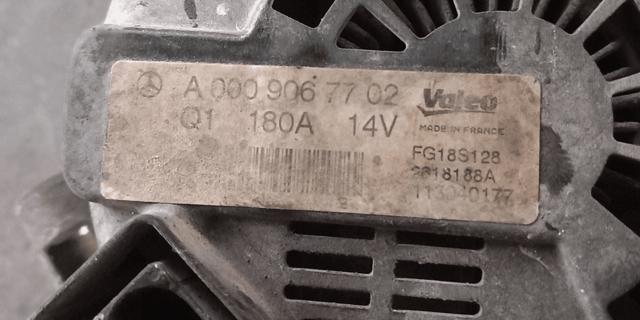 A 000 906 77 02
Q1 180A 14V
Valeo
MADE IN FRANCE
FG18S128
2618188A
113040177